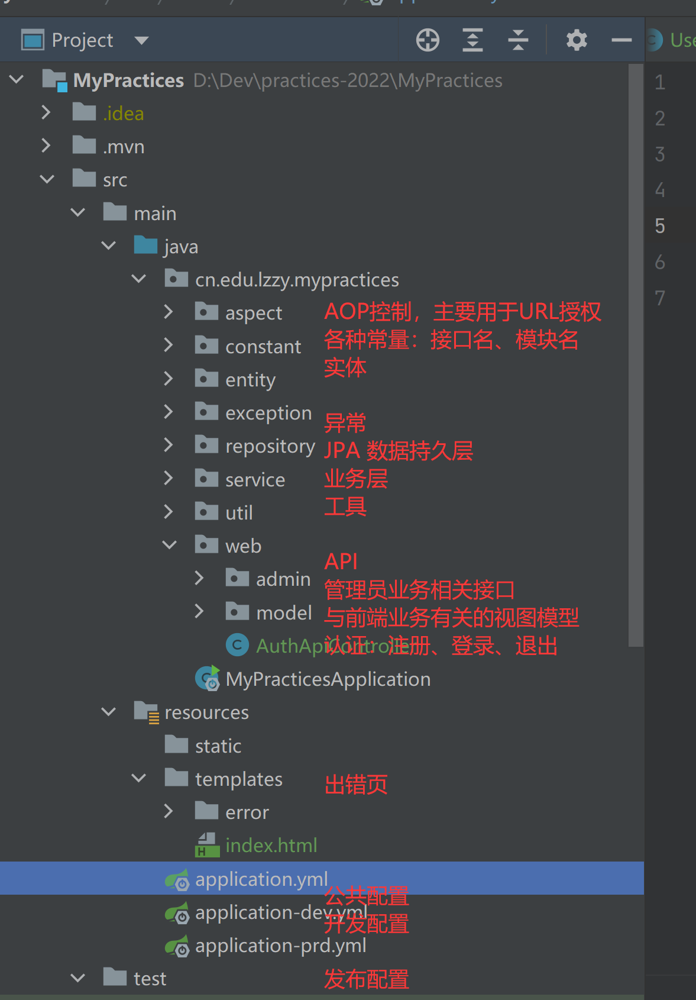 Project
Use
MyPractices D:\Dev\practices-2022\MyPractices
1
.idea
2
.mvn
3
src
4
main
5
java
6
cn.edu.lzzy.mypractices
7
aspect
AOP控制，主要用于URL授权
constant
各种常量：接口名、模块名
entity
实体
exception
异常
repository
JPA 数据持久层
service
业务层
util
工具
web
API
admin
管理员业务相关接口
model
与前端业务有关的视图模型
AuthApiController
认证：注册、登录、退出
MyPracticesApplication
resources
static
templates
出错页
error
index.html
application.yml
公共配置
application-dev.yml
开发配置
application-prd.yml
test
发布配置